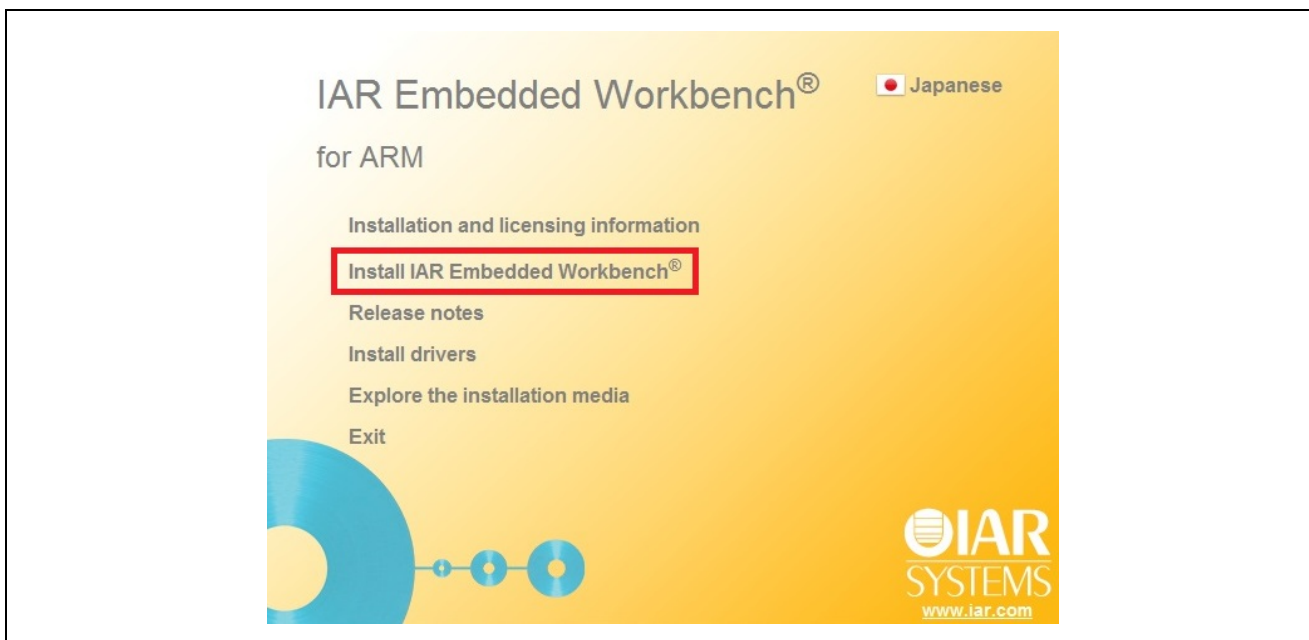 IAR Embedded Workbench®
Japanese
for ARM
Installation and licensing information
Install IAR Embedded Workbench®
Release notes
Install drivers
Explore the installation media
Exit
IAR
SYSTEMS
www.iar.com